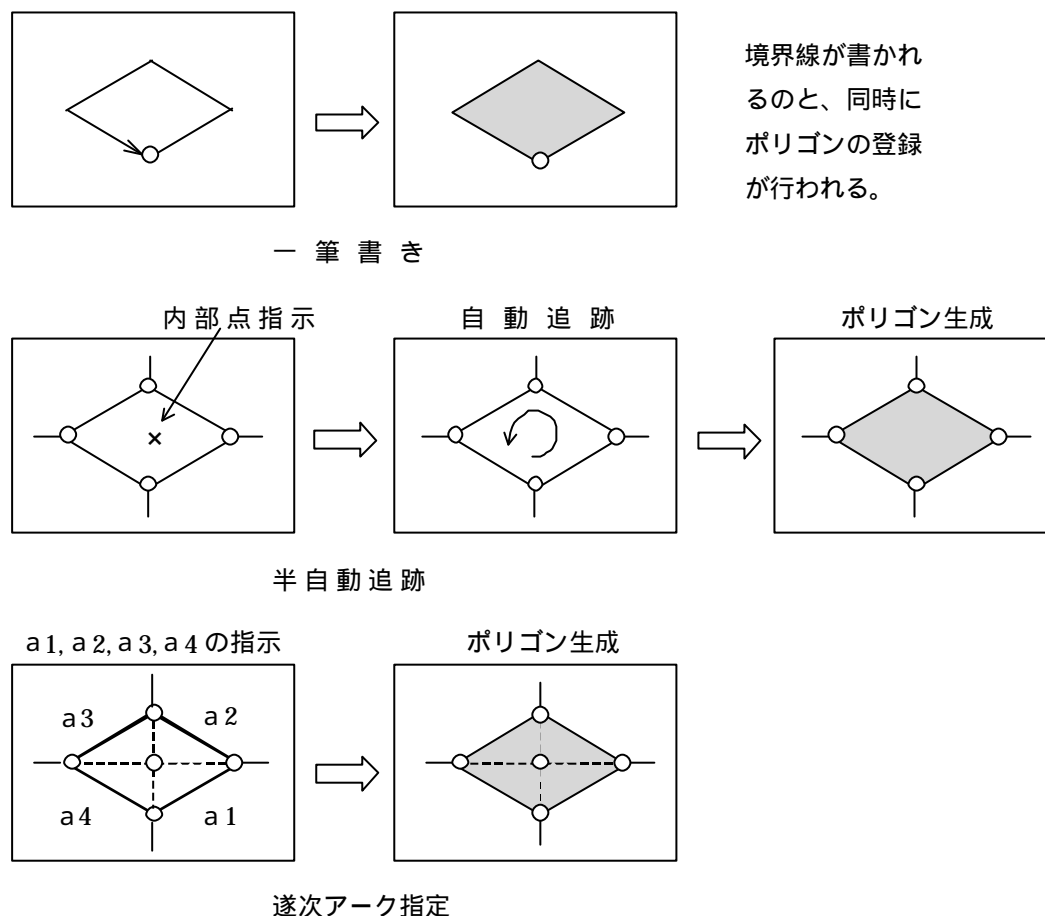 境界線が書かれ
るのと、同時に
ポリゴンの登録
が行われる。
一筆書き
内部点指示
自動追跡
ポリゴン生成
×
半自動追跡
a1,a2,a3,a4の指示
ポリゴン生成
a3
a2
a4
a1
遂次アーク指定